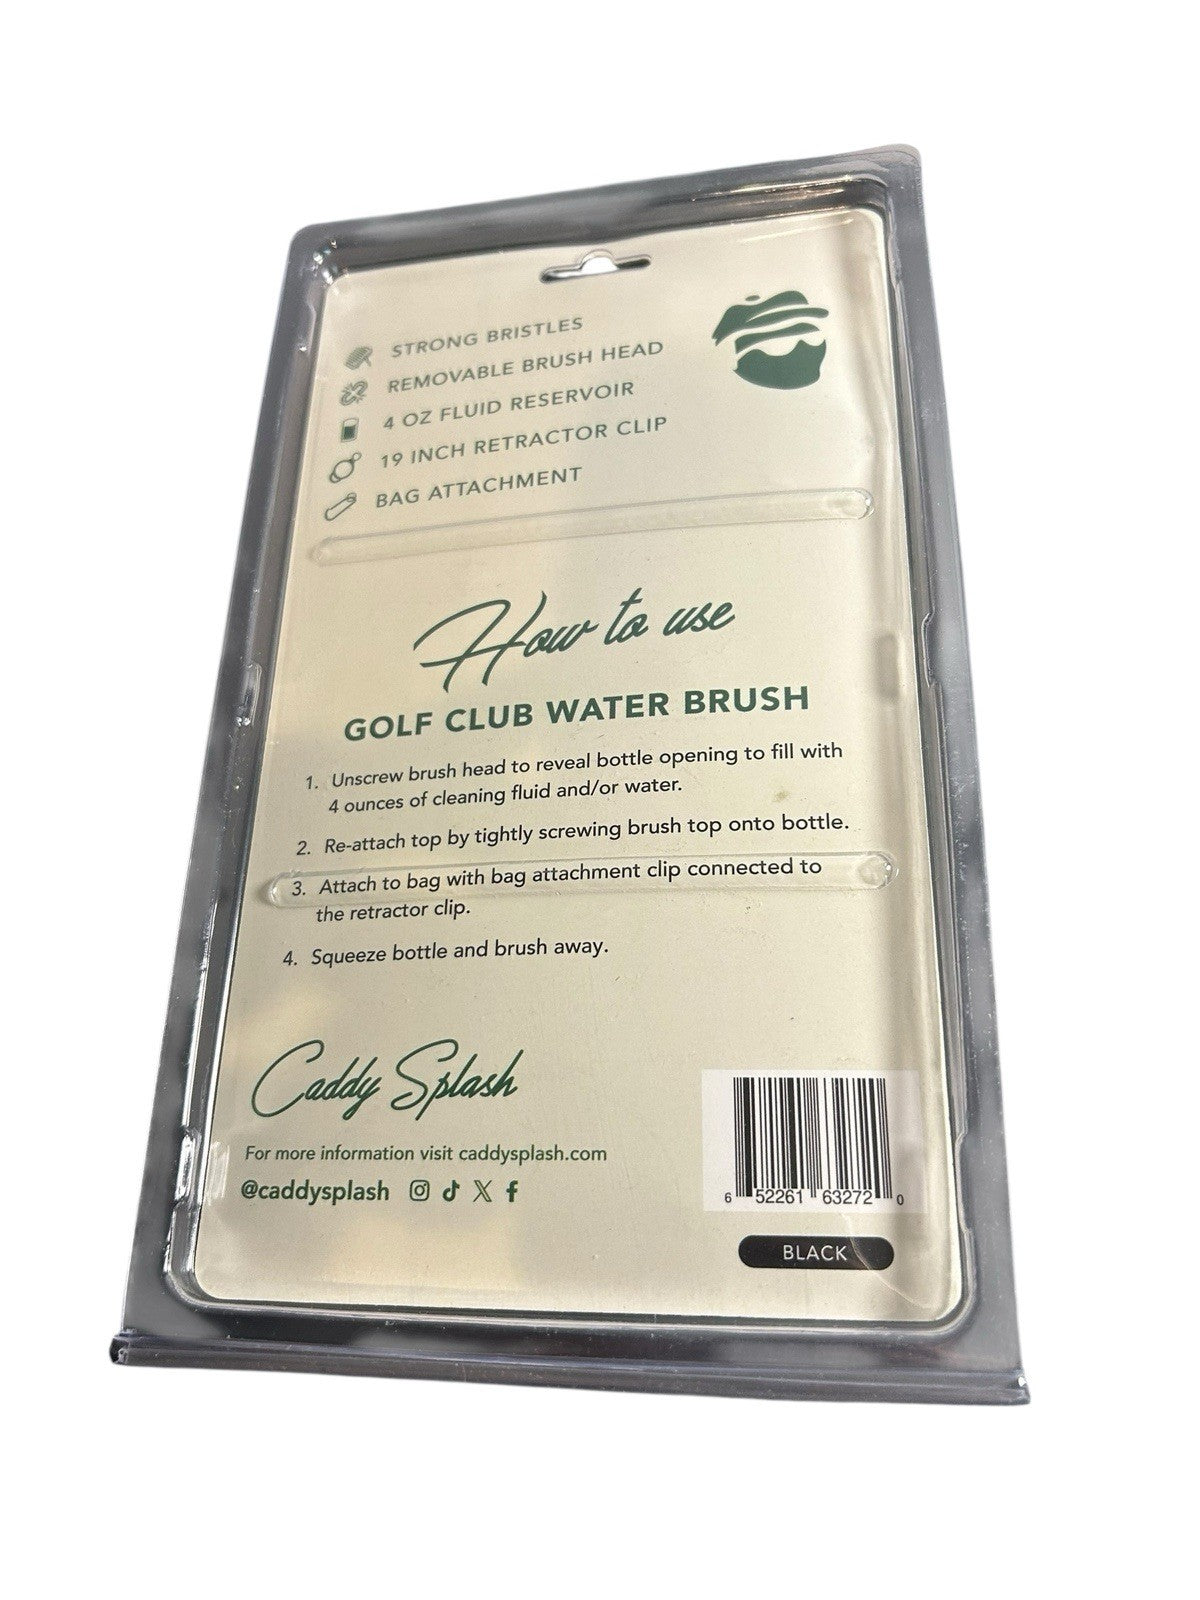 STRONG BRISTLES
REMOVABLE BRUSH HEAD
4 OZ FLUID RESERVOIR
19 INCH RETRACTOR CLIP
BAG ATTACHMENT
How to use
GOLF CLUB WATER BRUSH
1. Unscrew brush head to reveal bottle opening to fill with
4 ounces of cleaning fluid and/or water.
2. Re-attach top by tightly screwing brush top onto bottle.
3. Attach to bag with bag attachment clip connected to
the retractor clip.
4. Squeeze bottle and brush away.
Caddy Splash
For more information visit caddysplash.com
@caddysplash
6 52261 63272 0
BLACK